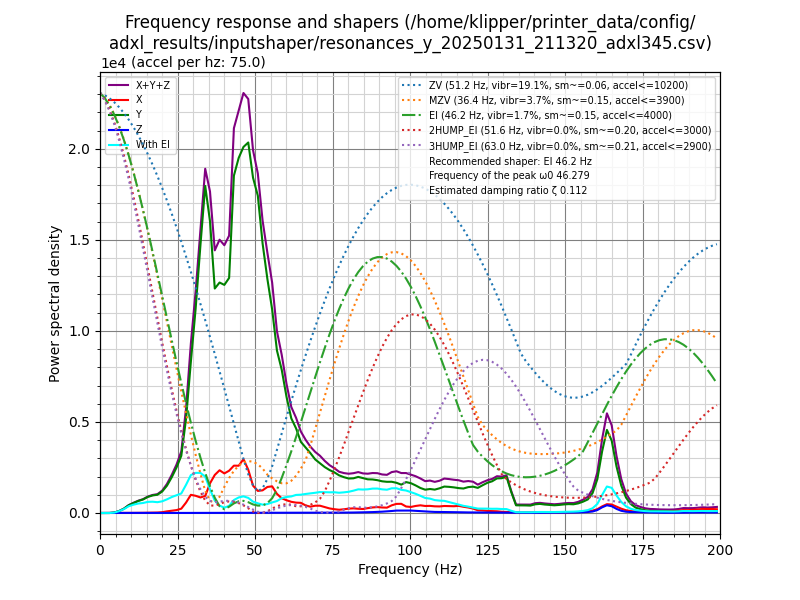 Frequency response and shapers (/home/klipper/printer_data/config/
adxl_results/inputshaper/resonances_y_20250131_211320_adxl345.csv)
1e4 (accel per hz: 75.0)
X+Y+Z
X
Y
Z
With EI
ZV (51.2 Hz, vibr=19.1%, sm~=0.06, accel<=10200)
MZV (36.4 Hz, vibr=3.7%, sm~=0.15, accel<=3900)
EI (46.2 Hz, vibr=1.7%, sm~=0.15, accel<=4000)
2HUMP_EI (51.6 Hz, vibr=0.0%, sm~=0.20, accel<=3000)
3HUMP_EI (63.0 Hz, vibr=0.0%, sm~=0.21, accel<=2900)
Recommended shaper: EI 46.2 Hz
Frequency of the peak ω0 46.279
Estimated damping ratio ζ 0.112
Power spectral density
2.0
1.5
1.0
0.5
0.0
0 25 50 75 100 125 150 175 200
Frequency (Hz)